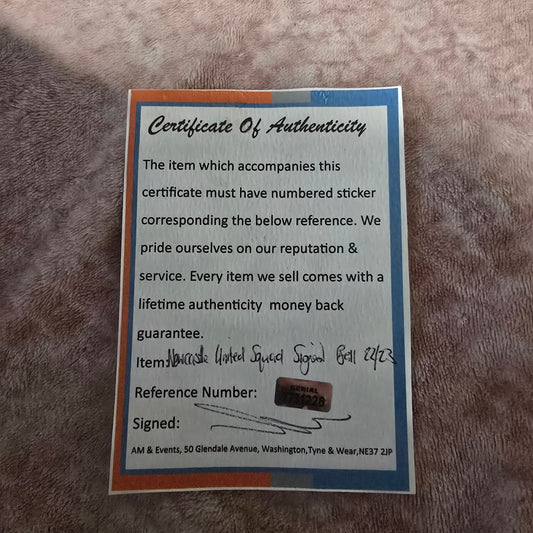 Certificate Of Authenticity
The item which accompanies this
certificate must have numbered sticker
corresponding the below reference. We
pride ourselves on our reputation &
service. Every item we sell comes with a
lifetime authenticity money back
guarantee.
Item: Newcastle United Squad Signed Ball 22/23
Reference Number: SERIAL
Signed:
AM & Events, 50 Glendale Avenue, Washington,Tyne & Wear,NE37 2JP